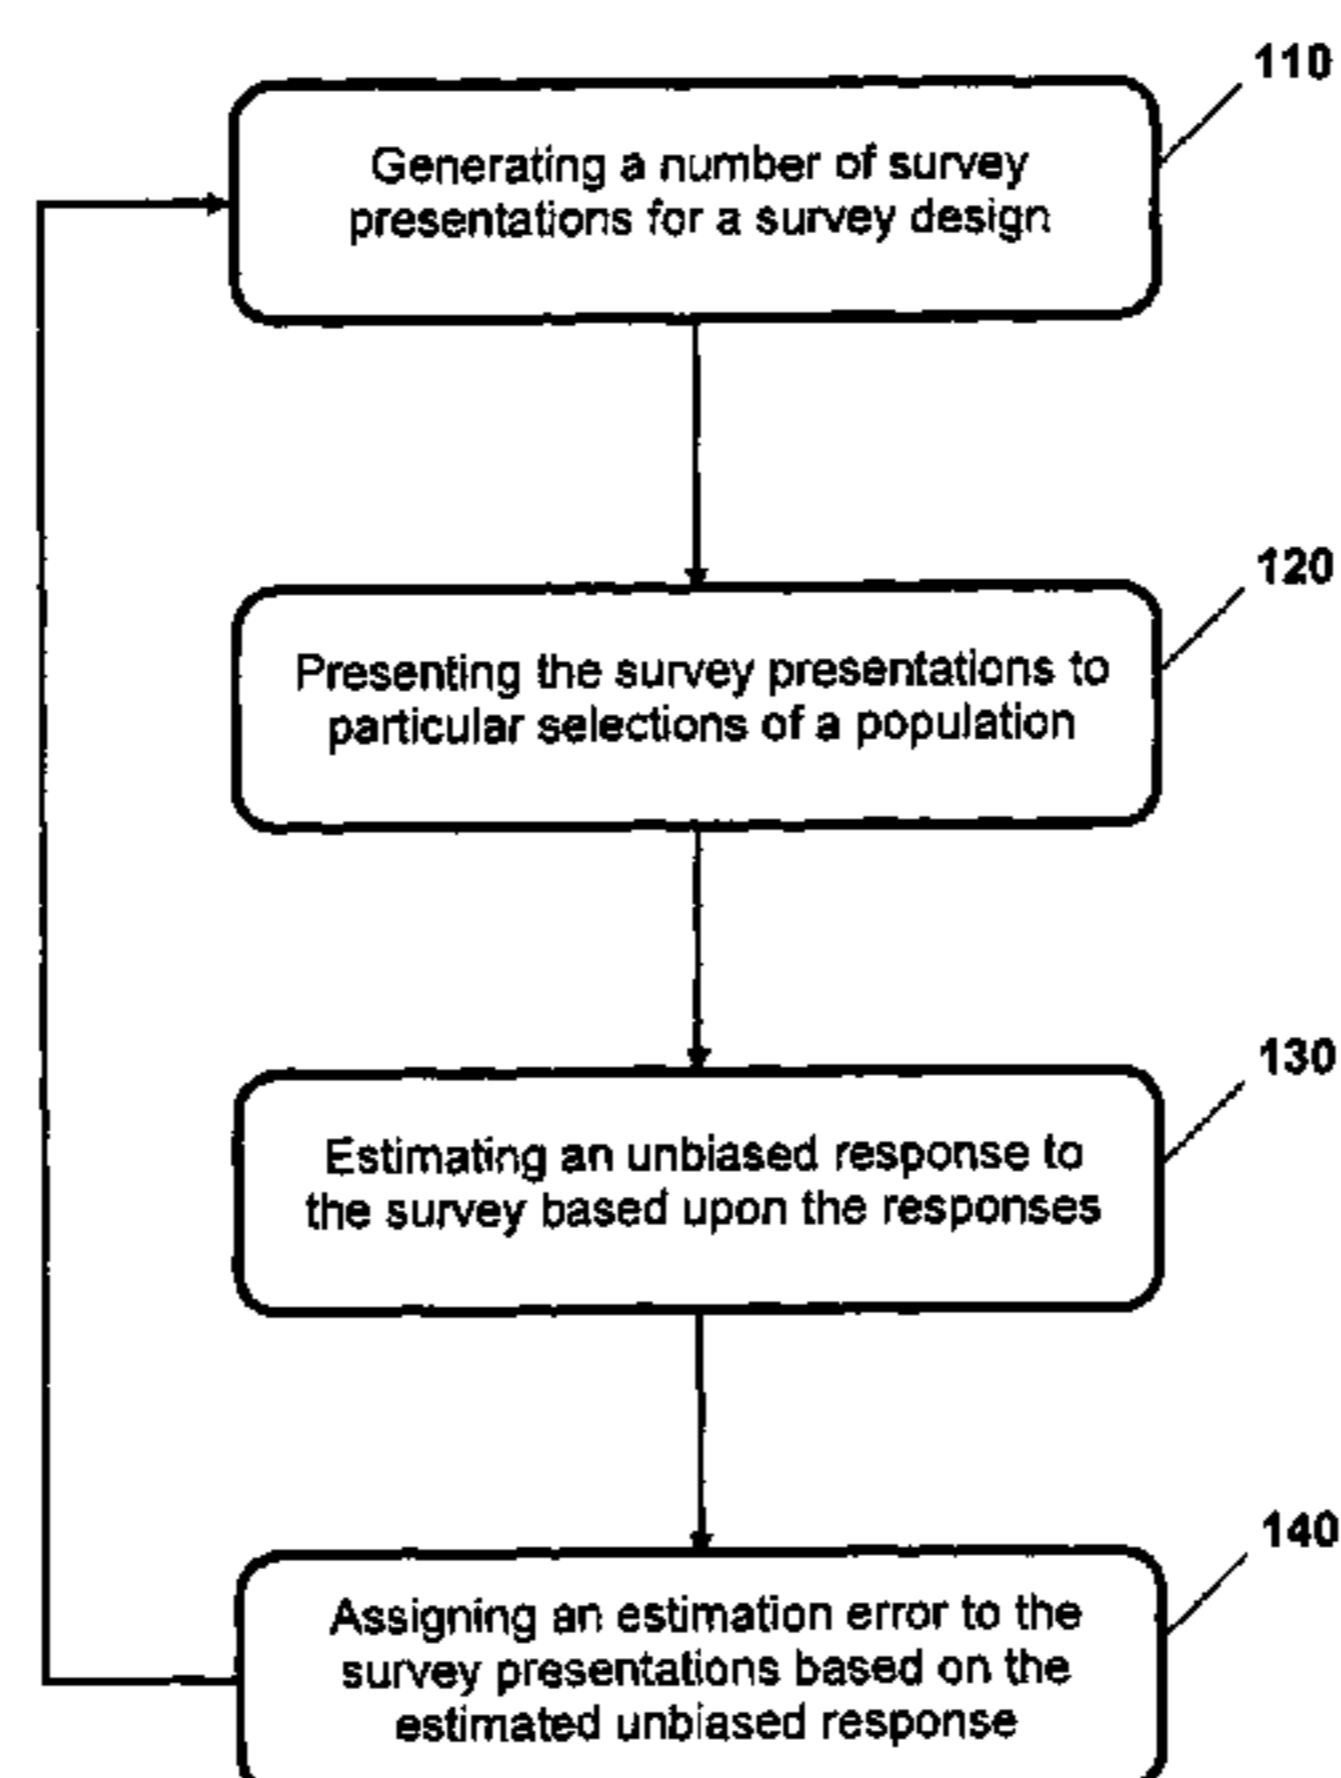 110
Generating a number of survey
presentations for a survey design
120
Presenting the survey presentations to
particular selections of a population
130
Estimating an unbiased response to
the survey based upon the responses
140
Assigning an estimation error to the
survey presentations based on the
estimated unbiased response